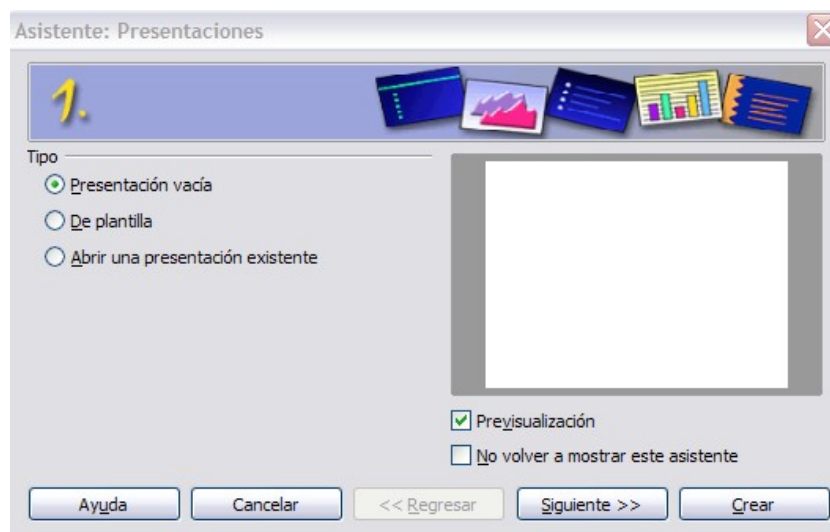 Asistente: Presentaciones
1.
Tipo
Presentación vacía
De plantilla
Abrir una presentación existente
Previsualización
No volver a mostrar este asistente
Ayuda Cancelar << Regresar Siguiente >> Crear